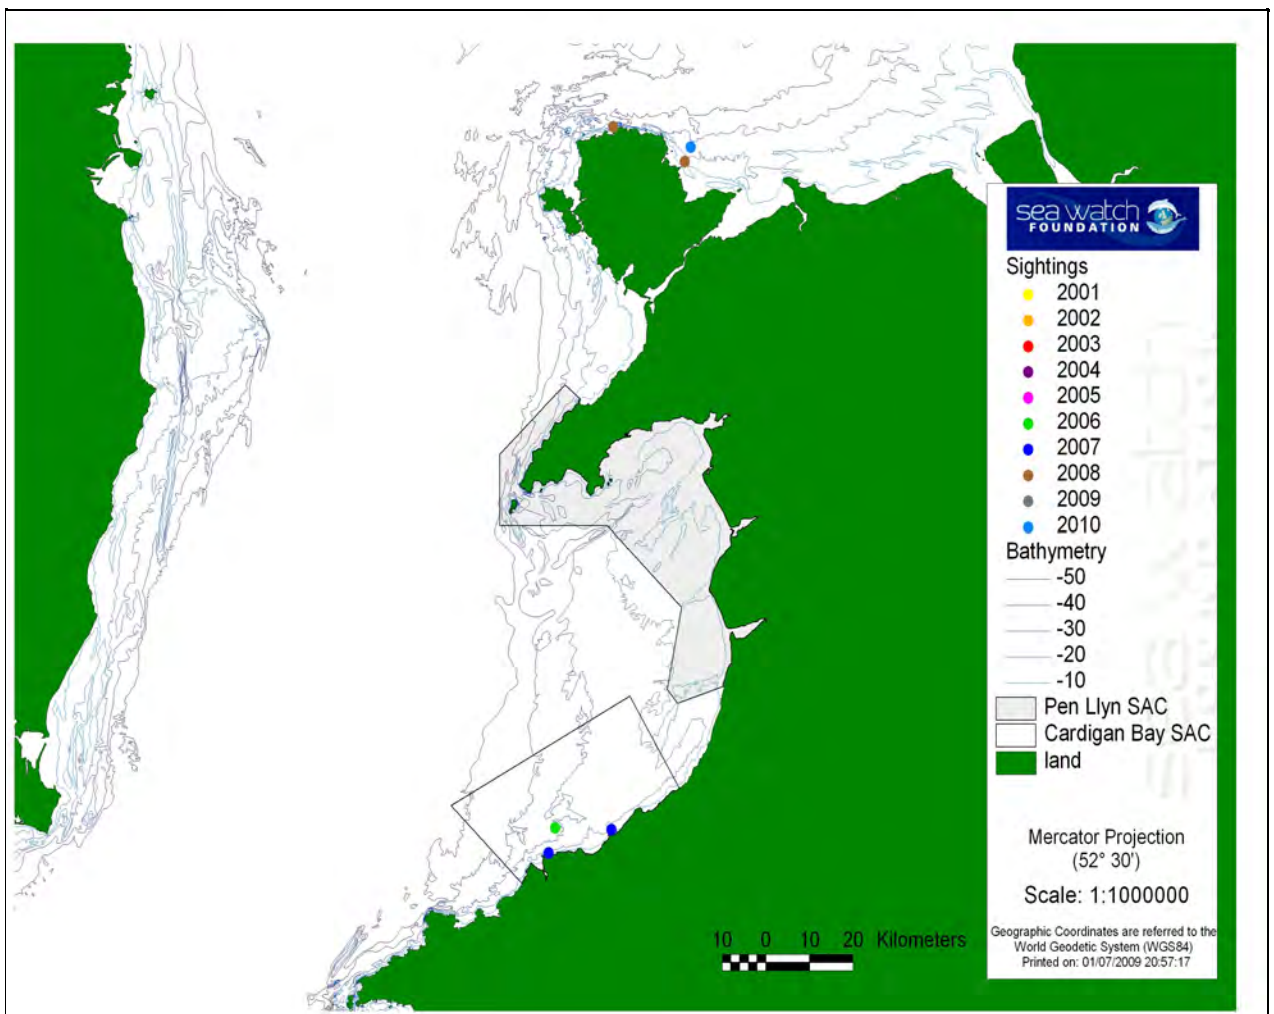 sea watch
FOUNDATION
Sightings
2001
2002
2003
2004
2005
2006
2007
2008
2009
2010
Bathymetry
-50
-40
-30
-20
-10
Pen Llyn SAC
Cardigan Bay SAC
land
Mercator Projection
(52° 30')
Scale: 1:1000000
Geographic Coordinates are referred to the
World Geodetic System (WGS84)
Printed on: 01/07/2009 20:57:17
10 0 10 20 Kilometers